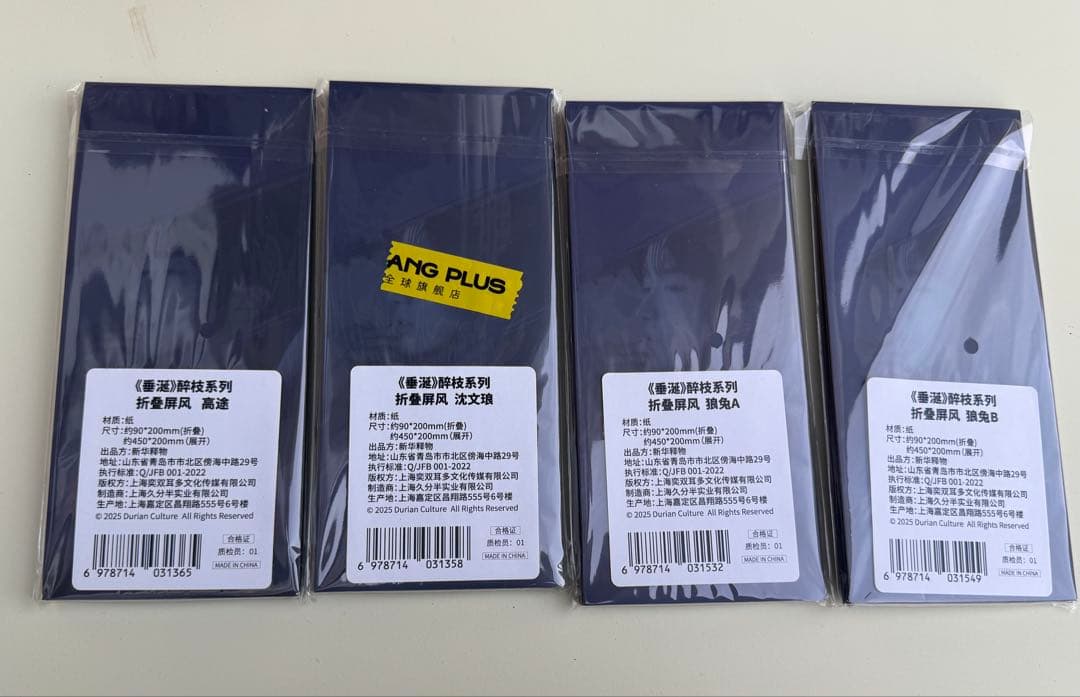 《垂涎》醉枝系列
折叠屏风 高途
材质：纸
尺寸：约90*200mm(折叠)
约450*200mm（展开）
出品方：新华释物
地址：山东省青岛市市北区傍海中路29号
执行标准：Q/JFB 001-2022
版权方：上海奕双耳多文化传媒有限公司
制造商：上海久分半实业有限公司
生产地：上海嘉定区昌翔路555号6号楼
© 2025 Durian Culture All Rights Reserved
合格证
质检员：01
MADE IN CHINA
6 978714 031365
ANG PLUS
全球旗舰店
《垂涎》醉枝系列
折叠屏风 沈文琅
材质：纸
尺寸：约90*200mm(折叠)
约450*200mm（展开）
出品方：新华释物
地址：山东省青岛市市北区傍海中路29号
执行标准：Q/JFB 001-2022
版权方：上海奕双耳多文化传媒有限公司
制造商：上海久分半实业有限公司
生产地：上海嘉定区昌翔路555号6号楼
© 2025 Durian Culture All Rights Reserved
合格证
质检员：01
MADE IN CHINA
6 978714 031358
《垂涎》醉枝系列
折叠屏风 狼兔A
材质：纸
尺寸：约90*200mm(折叠)
约450*200mm（展开）
出品方：新华释物
地址：山东省青岛市市北区傍海中路29号
执行标准：Q/JFB 001-2022
版权方：上海奕双耳多文化传媒有限公司
制造商：上海久分半实业有限公司
生产地：上海嘉定区昌翔路555号6号楼
© 2025 Durian Culture All Rights Reserved
合格证
质检员：01
MADE IN CHINA
6 978714 031532
《垂涎》醉枝系列
折叠屏风 狼兔B
材质：纸
尺寸：约90*200mm(折叠)
约450*200mm（展开）
出品方：新华释物
地址：山东省青岛市市北区傍海中路29号
执行标准：Q/JFB 001-2022
版权方：上海奕双耳多文化传媒有限公司
制造商：上海久分半实业有限公司
生产地：上海嘉定区昌翔路555号6号楼
© 2025 Durian Culture All Rights Reserved
合格证
质检员：01
MADE IN CHINA
6 978714 031549